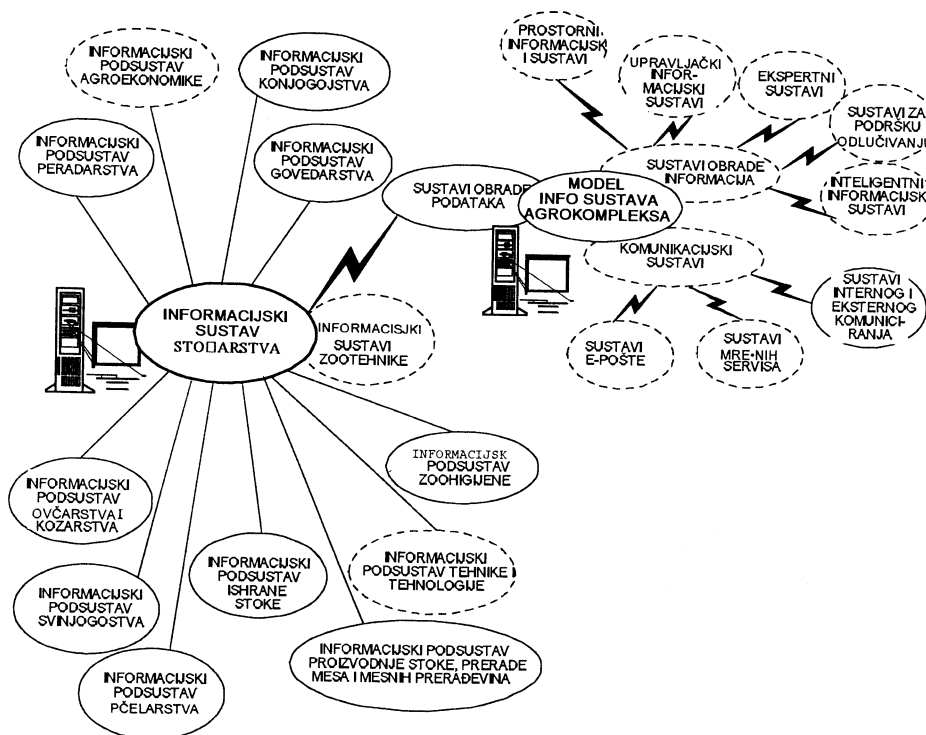 INFORMACIJSKI
PODSUSTAV
AGROEKONOMIKE
INFORMACIJSKI
PODSUSTAV
KONJOGOJSTVA
INFORMACIJSKI
PODSUSTAV
PERADARSTVA
INFORMACIJSKI
PODSUSTAV
GOVEDARSTVA
PROSTORNI
INFORMACIJSK
I SUSTAVI
UPRAVLJAČKI
INFOR-
MACIJSKI
SUSTAVI
EKSPERTNI
SUSTAVI
SUSTAVI ZA
PODRŠKU
ODLUČIVANJU
SUSTAVI OBRADE
INFORMACIJA
INTELIGENTNI
INFORMACIJSKI
SUSTAVI
SUSTAVI OBRADE
PODATAKA
MODEL
INFO SUSTAVA
AGROKOMPLEKSA
KOMUNIKACIJSKI
SUSTAVI
SUSTAVI
INTERNOG I
EKSTERNOG
KOMUNICI-
RANJA
SUSTAVI
E-POŠTE
SUSTAVI
MRE•NIH
SERVISA
INFORMACIJSKI
SUSTAV
STO□ARSTVA
INFORMACISJKI
SUSTAVI
ZOOTEHNIKE
INFORMACIJSK
PODSUSTAV
ZOOHIGIJENE
INFORMACIJSKI
PODSUSTAV
OVČARSTVA I
KOZARSTVA
INFORMACIJSKI
PODSUSTAV TEHNIKE I
TEHNOLOGIJE
INFORMACIJSKI
PODSUSTAV
ISHRANE
STOKE
INFORMACIJSKI
PODSUSTAV
SVINJOGOSTVA
INFORMACIJSKI PODSUSTAV
PROIZVODNJE STOKE, PRERADE
MESA I MESNIH PRERAĐEVINA
INFORMACIJSKI
PODSUSTAV
PČELARSTVA